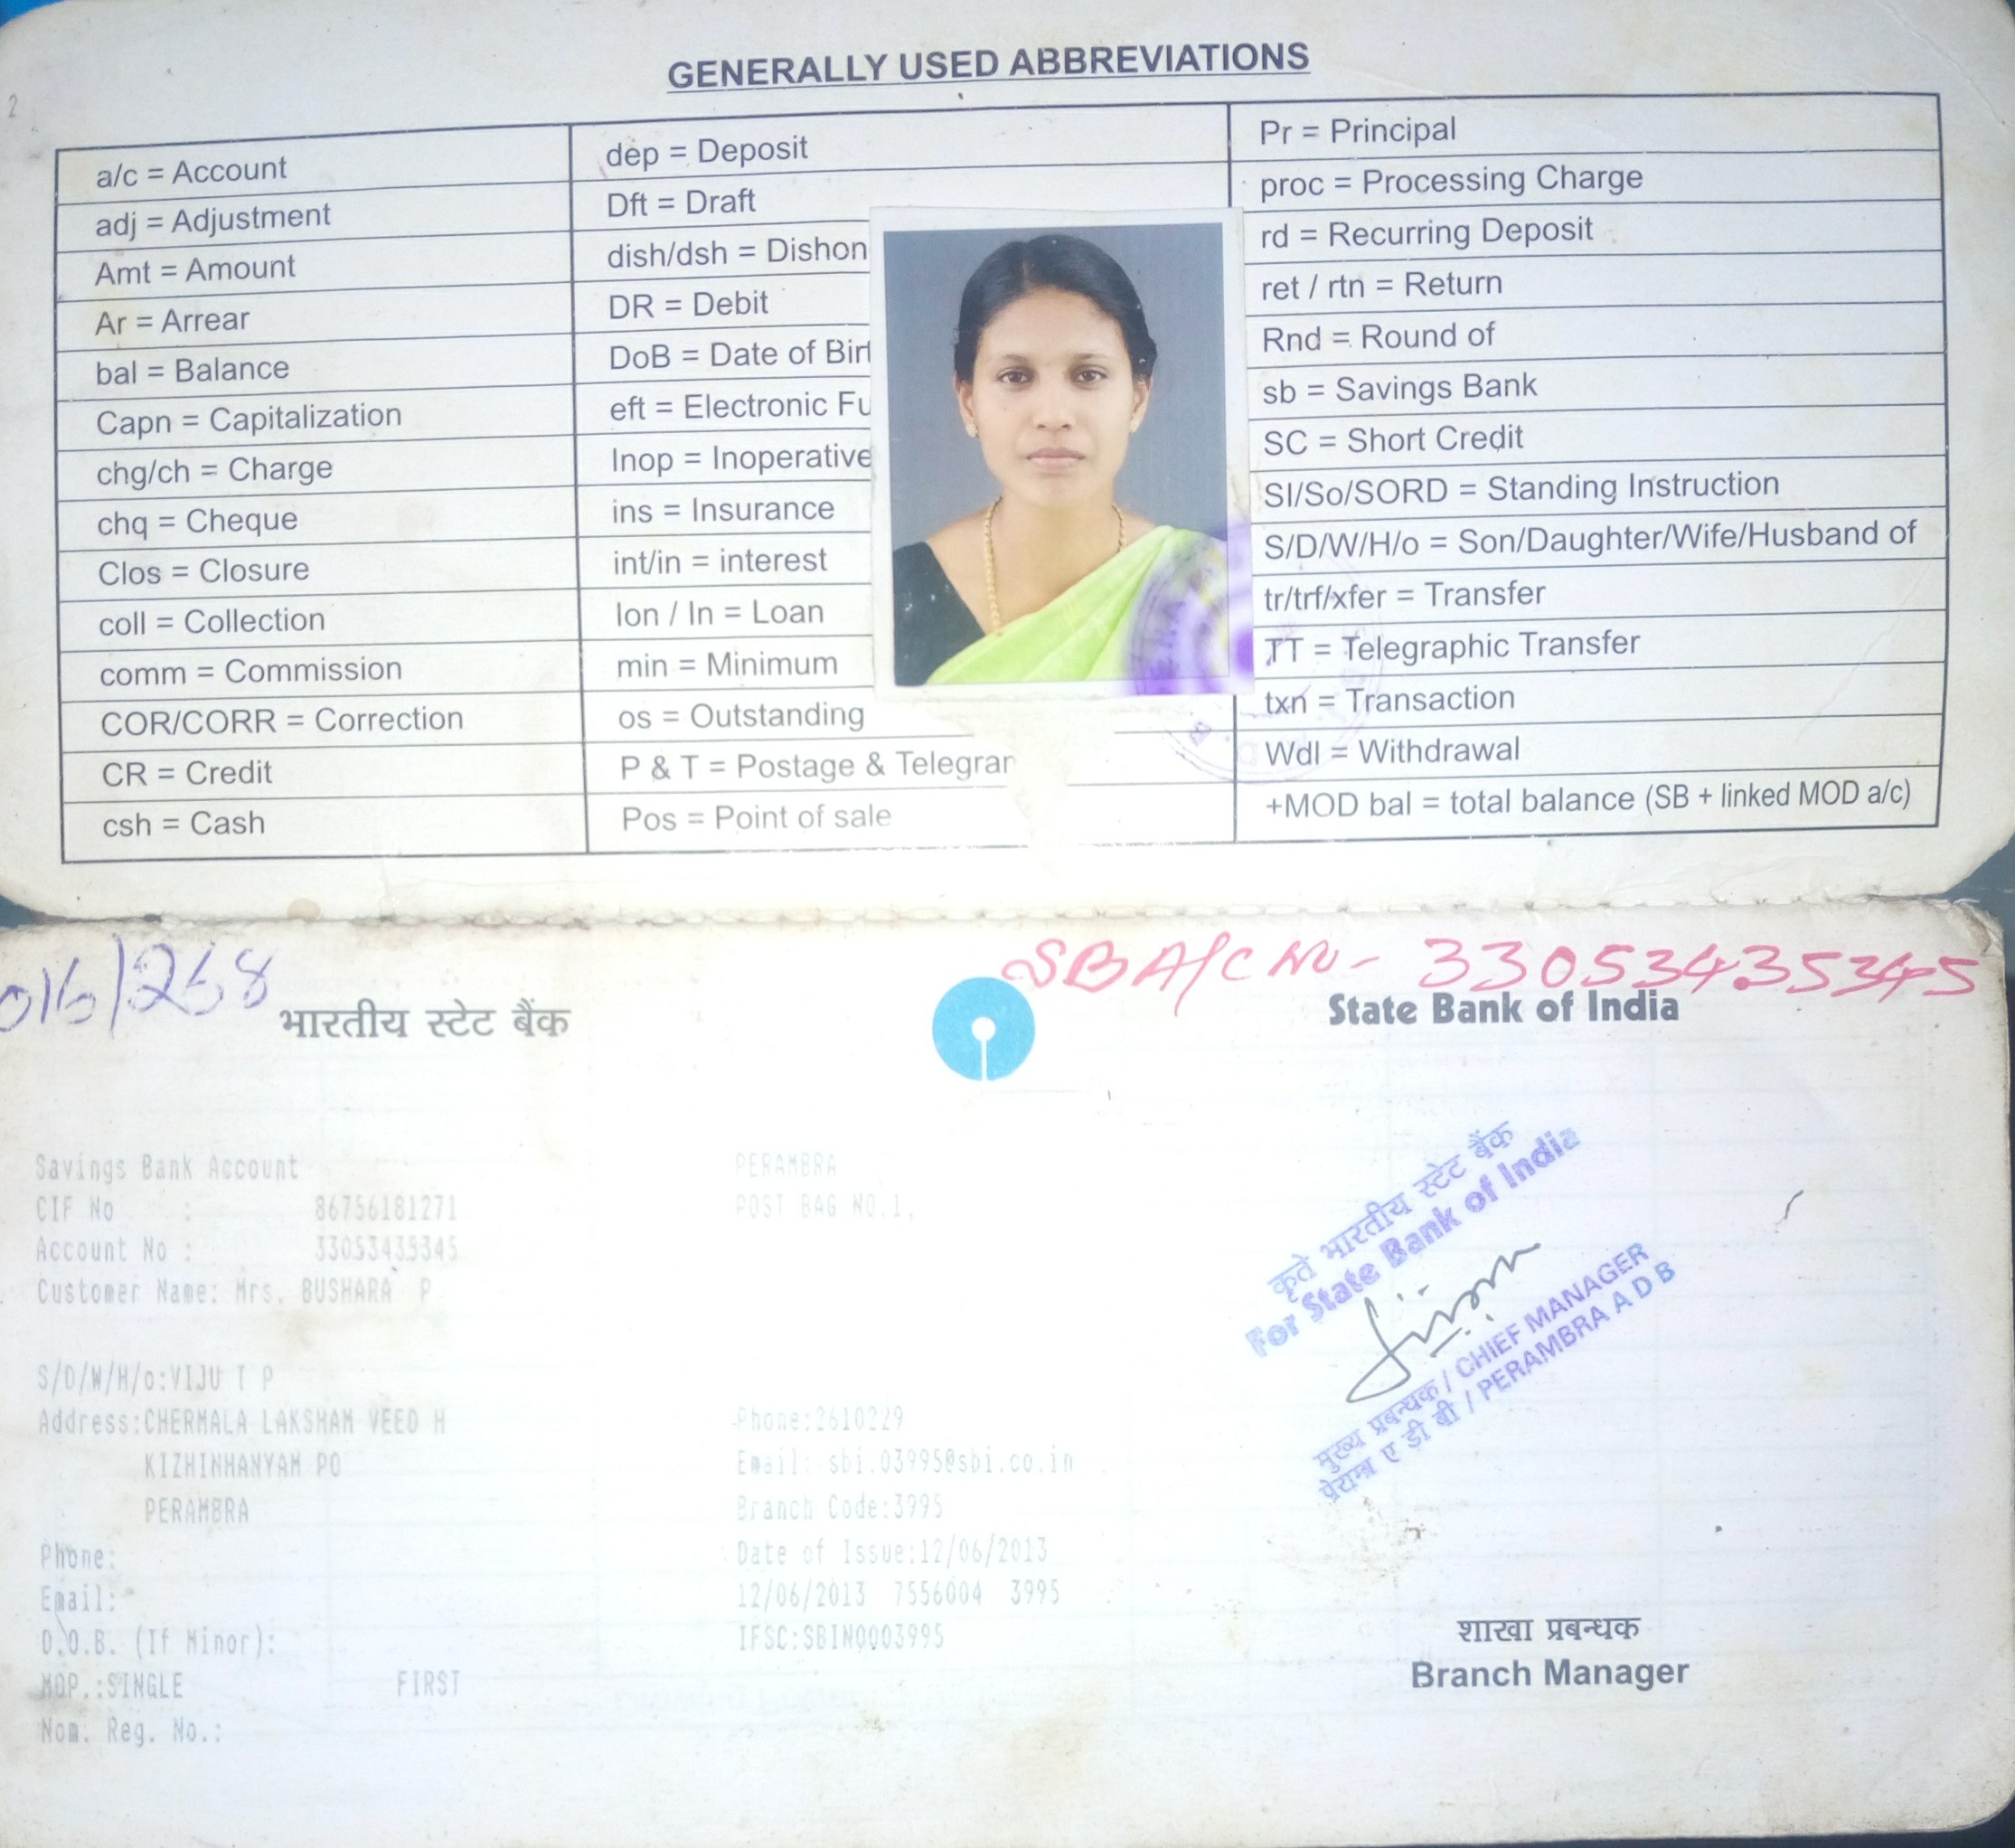 GENERALLY USED ABBREVIATIONS
2
a/c = Account
adj = Adjustment
Amt = Amount
Ar = Arrear
bal = Balance
Capn = Capitalization
chg/ch = Charge
chq = Cheque
Clos = Closure
coll = Collection
comm = Commission
COR/CORR = Correction
CR = Credit
csh = Cash
dep = Deposit
Dft = Draft
dish/dsh = Dishon
DR = Debit
DoB = Date of Birt
eft = Electronic Fu
Inop = Inoperative
ins = Insurance
int/in = interest
lon / ln = Loan
min = Minimum
os = Outstanding
P & T = Postage & Telegram
Pos = Point of sale
Pr = Principal
proc = Processing Charge
rd = Recurring Deposit
ret / rtn = Return
Rnd = Round of
sb = Savings Bank
SC = Short Credit
SI/So/SORD = Standing Instruction
S/D/W/H/o = Son/Daughter/Wife/Husband of
tr/trf/xfer = Transfer
TT = Telegraphic Transfer
txn = Transaction
Wdl = Withdrawal
+MOD bal = total balance (SB + linked MOD a/c)
016/268
SB A/C No - 33053435345
भारतीय स्टेट बैंक
State Bank of India
Savings Bank Account
CIF No : 86756181271
Account No : 33053435345
Customer Name: Mrs. BUSHARA P
S/D/W/H/o:VIJU T P
Address:CHERMALA LAKSHAM VEED H
KIZHINHANYAM PO
PERAMBRA
Phone:
Email:
D.O.B. (If Minor):
MOP.:SINGLE FIRST
Nom. Reg. No.:
PERAMBRA
POST BAG NO.1,
Phone:2610229
Email: sbi.03995@sbi.co.in
Branch Code:3995
Date of Issue:12/06/2013
12/06/2013 7556004 3995
IFSC:SBIN0003995
कृते भारतीय स्टेट बैंक
For State Bank of India
मुख्य प्रबन्धक / CHIEF MANAGER
पेराम्ब्रा ए डी बी / PERAMBRA A D B
शाखा प्रबन्धक
Branch Manager